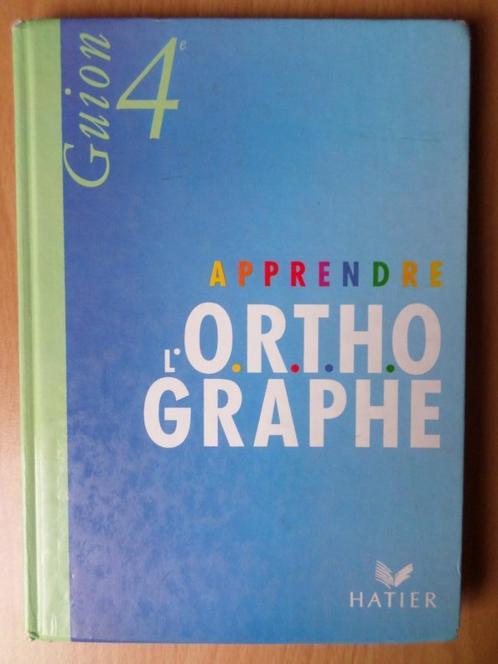 Guion
4e
APPRENDRE
L'O.R.T.H.O
GRAPHE
HATIER